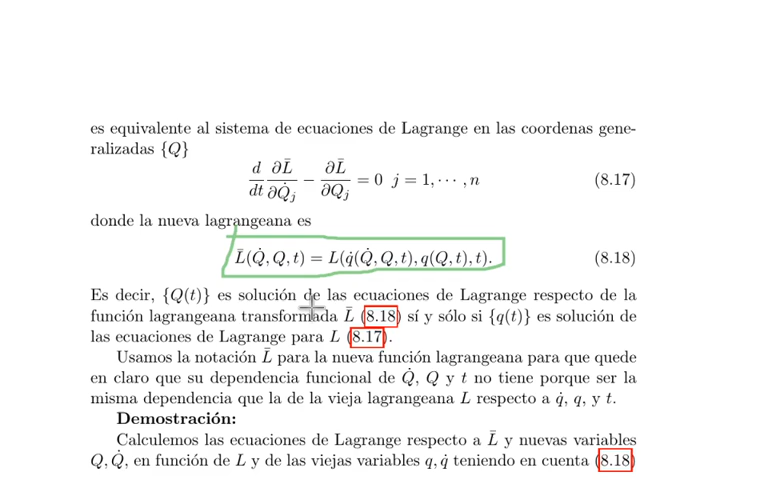 es equivalente al sistema de ecuaciones de Lagrange en las coordenas gene-
ralizadas {Q}
d/dt ∂L̄/∂Q̇ⱼ − ∂L̄/∂Qⱼ = 0 j = 1, ··· , n (8.17)
donde la nueva lagrangeana es
L̄(Q̇, Q, t) = L(q̇(Q̇, Q, t), q(Q, t), t). (8.18)
Es decir, {Q(t)} es solución de las ecuaciones de Lagrange respecto de la
función lagrangeana transformada L̄ (8.18) sí y sólo si {q(t)} es solución de
las ecuaciones de Lagrange para L (8.17).
Usamos la notación L̄ para la nueva función lagrangeana para que quede
en claro que su dependencia funcional de Q̇, Q y t no tiene porque ser la
misma dependencia que la de la vieja lagrangeana L respecto a q̇, q, y t.
Demostración:
Calculemos las ecuaciones de Lagrange respecto a L̄ y nuevas variables
Q, Q̇, en función de L y de las viejas variables q, q̇ teniendo en cuenta (8.18)